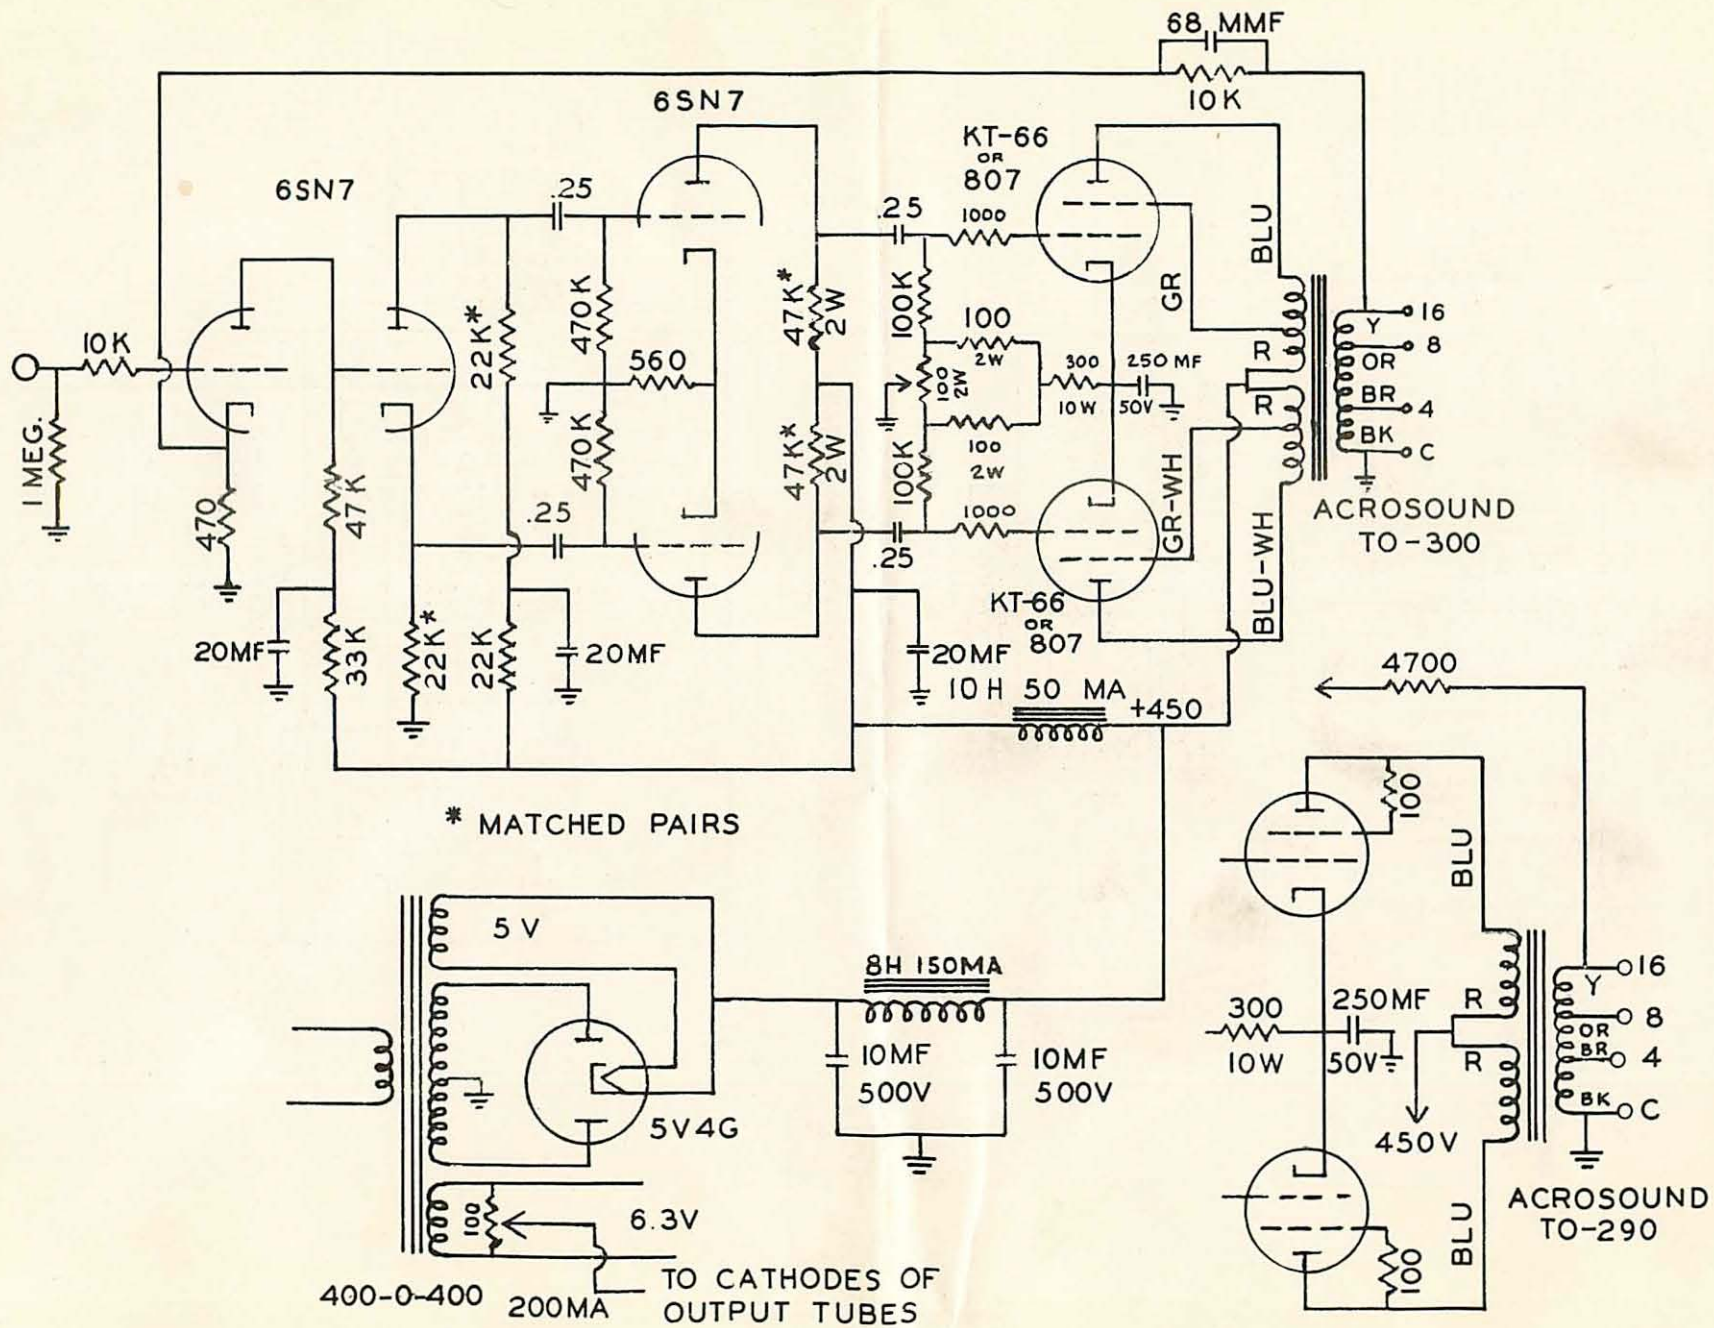 68 MMF
10K
6SN7
6SN7
KT-66
OR
807
.25
.25
1000
BLU
GR
10K
22K*
470K
47K*
2W
100K
100
2W
R
16
Y
8
OR
560
300
10W
250 MF
50V
100
2W
R
BR
4
BK
C
1 MEG.
470
47K
470K
47K*
2W
100K
100
2W
GR-WH
.25
.25
1000
BLU-WH
ACROSOUND
TO-300
KT-66
OR
807
20MF
33K
22K*
22K
20MF
20MF
10H 50 MA
+450
4700
* MATCHED PAIRS
100
BLU
5V
8H 150MA
16
Y
300
10W
250MF
50V
R
8
OR
BR
4
R
10MF
500V
10MF
500V
BK
C
5V4G
450V
100
6.3V
BLU
100
ACROSOUND
TO-290
400-0-400
200MA
TO CATHODES OF
OUTPUT TUBES